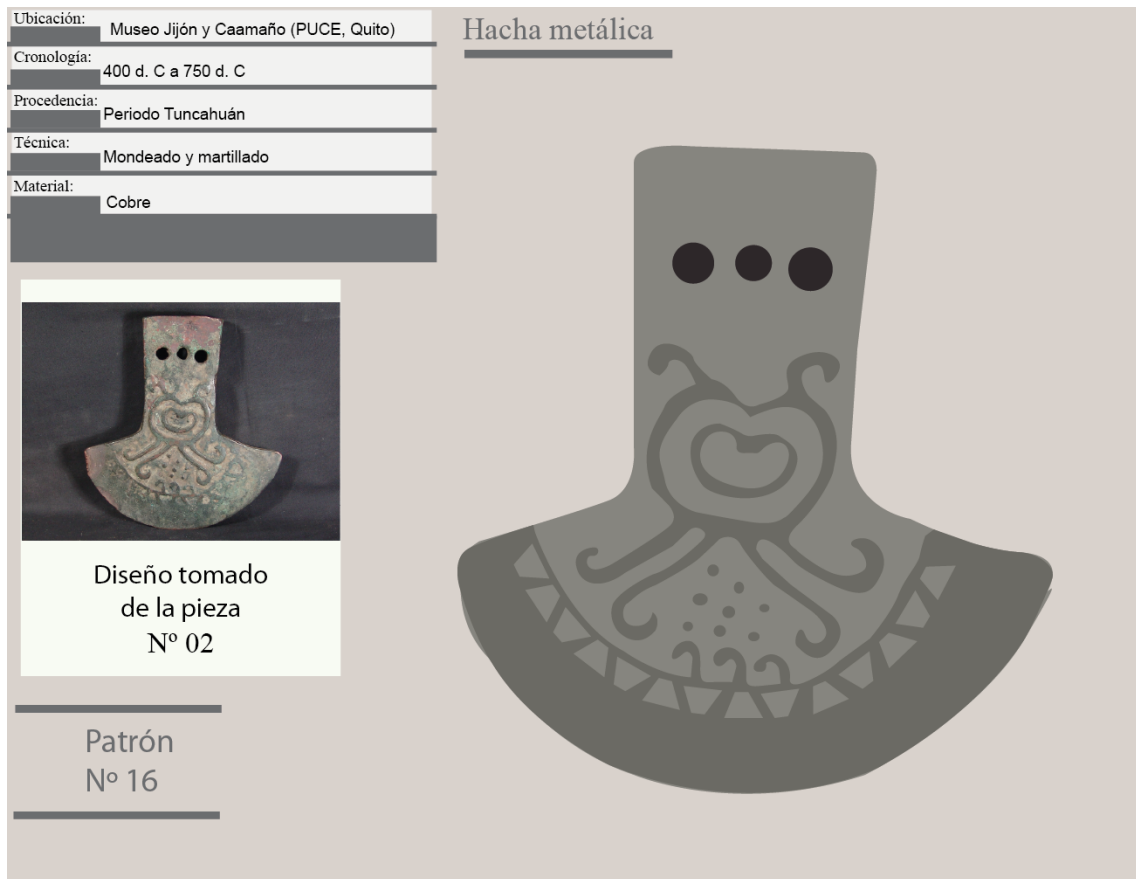 Ubicación: Museo Jijón y Caamaño (PUCE, Quito)
Cronología: 400 d. C a 750 d. C
Procedencia: Periodo Tuncahuán
Técnica: Mondeado y martillado
Material: Cobre
Hacha metálica
Diseño tomado
de la pieza
Nº 02
Patrón
Nº 16